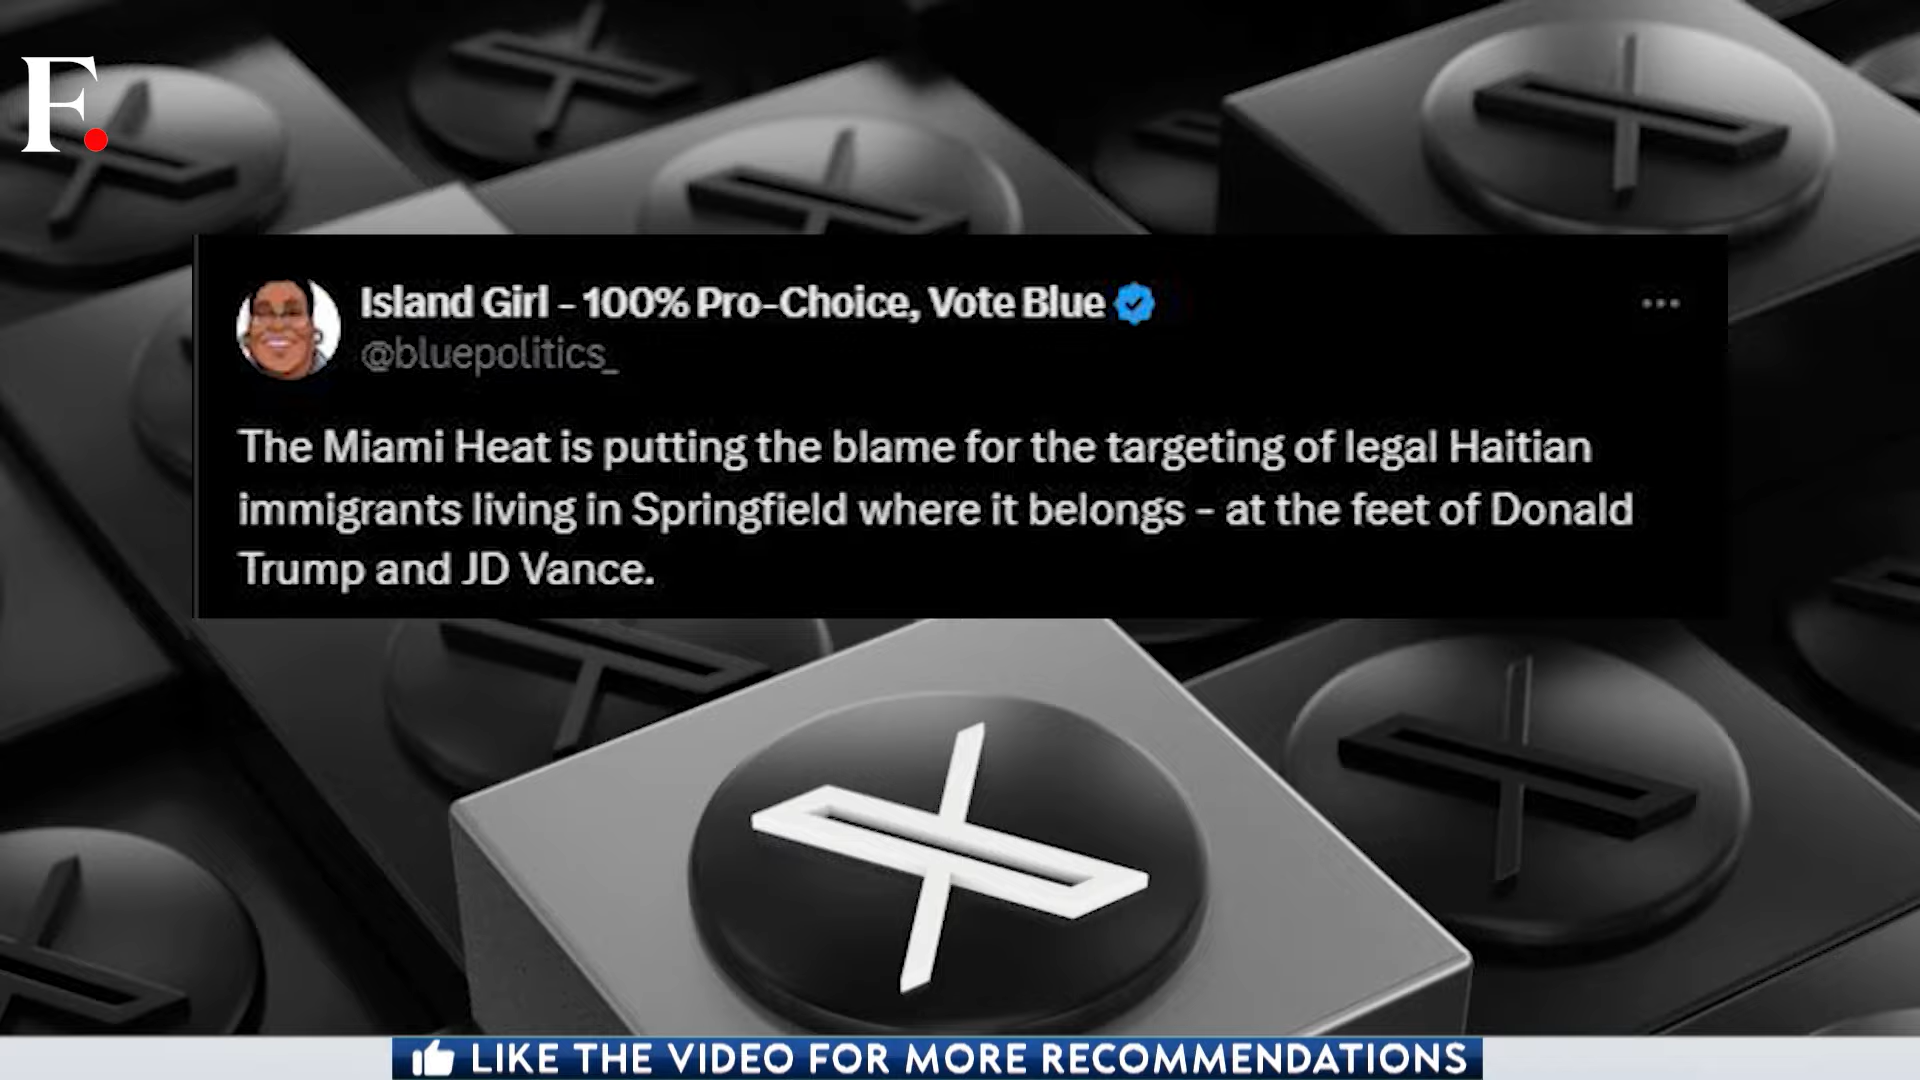 F.
Island Girl - 100% Pro-Choice, Vote Blue
@bluepolitics_
The Miami Heat is putting the blame for the targeting of legal Haitian
immigrants living in Springfield where it belongs - at the feet of Donald
Trump and JD Vance.
LIKE THE VIDEO FOR MORE RECOMMENDATIONS